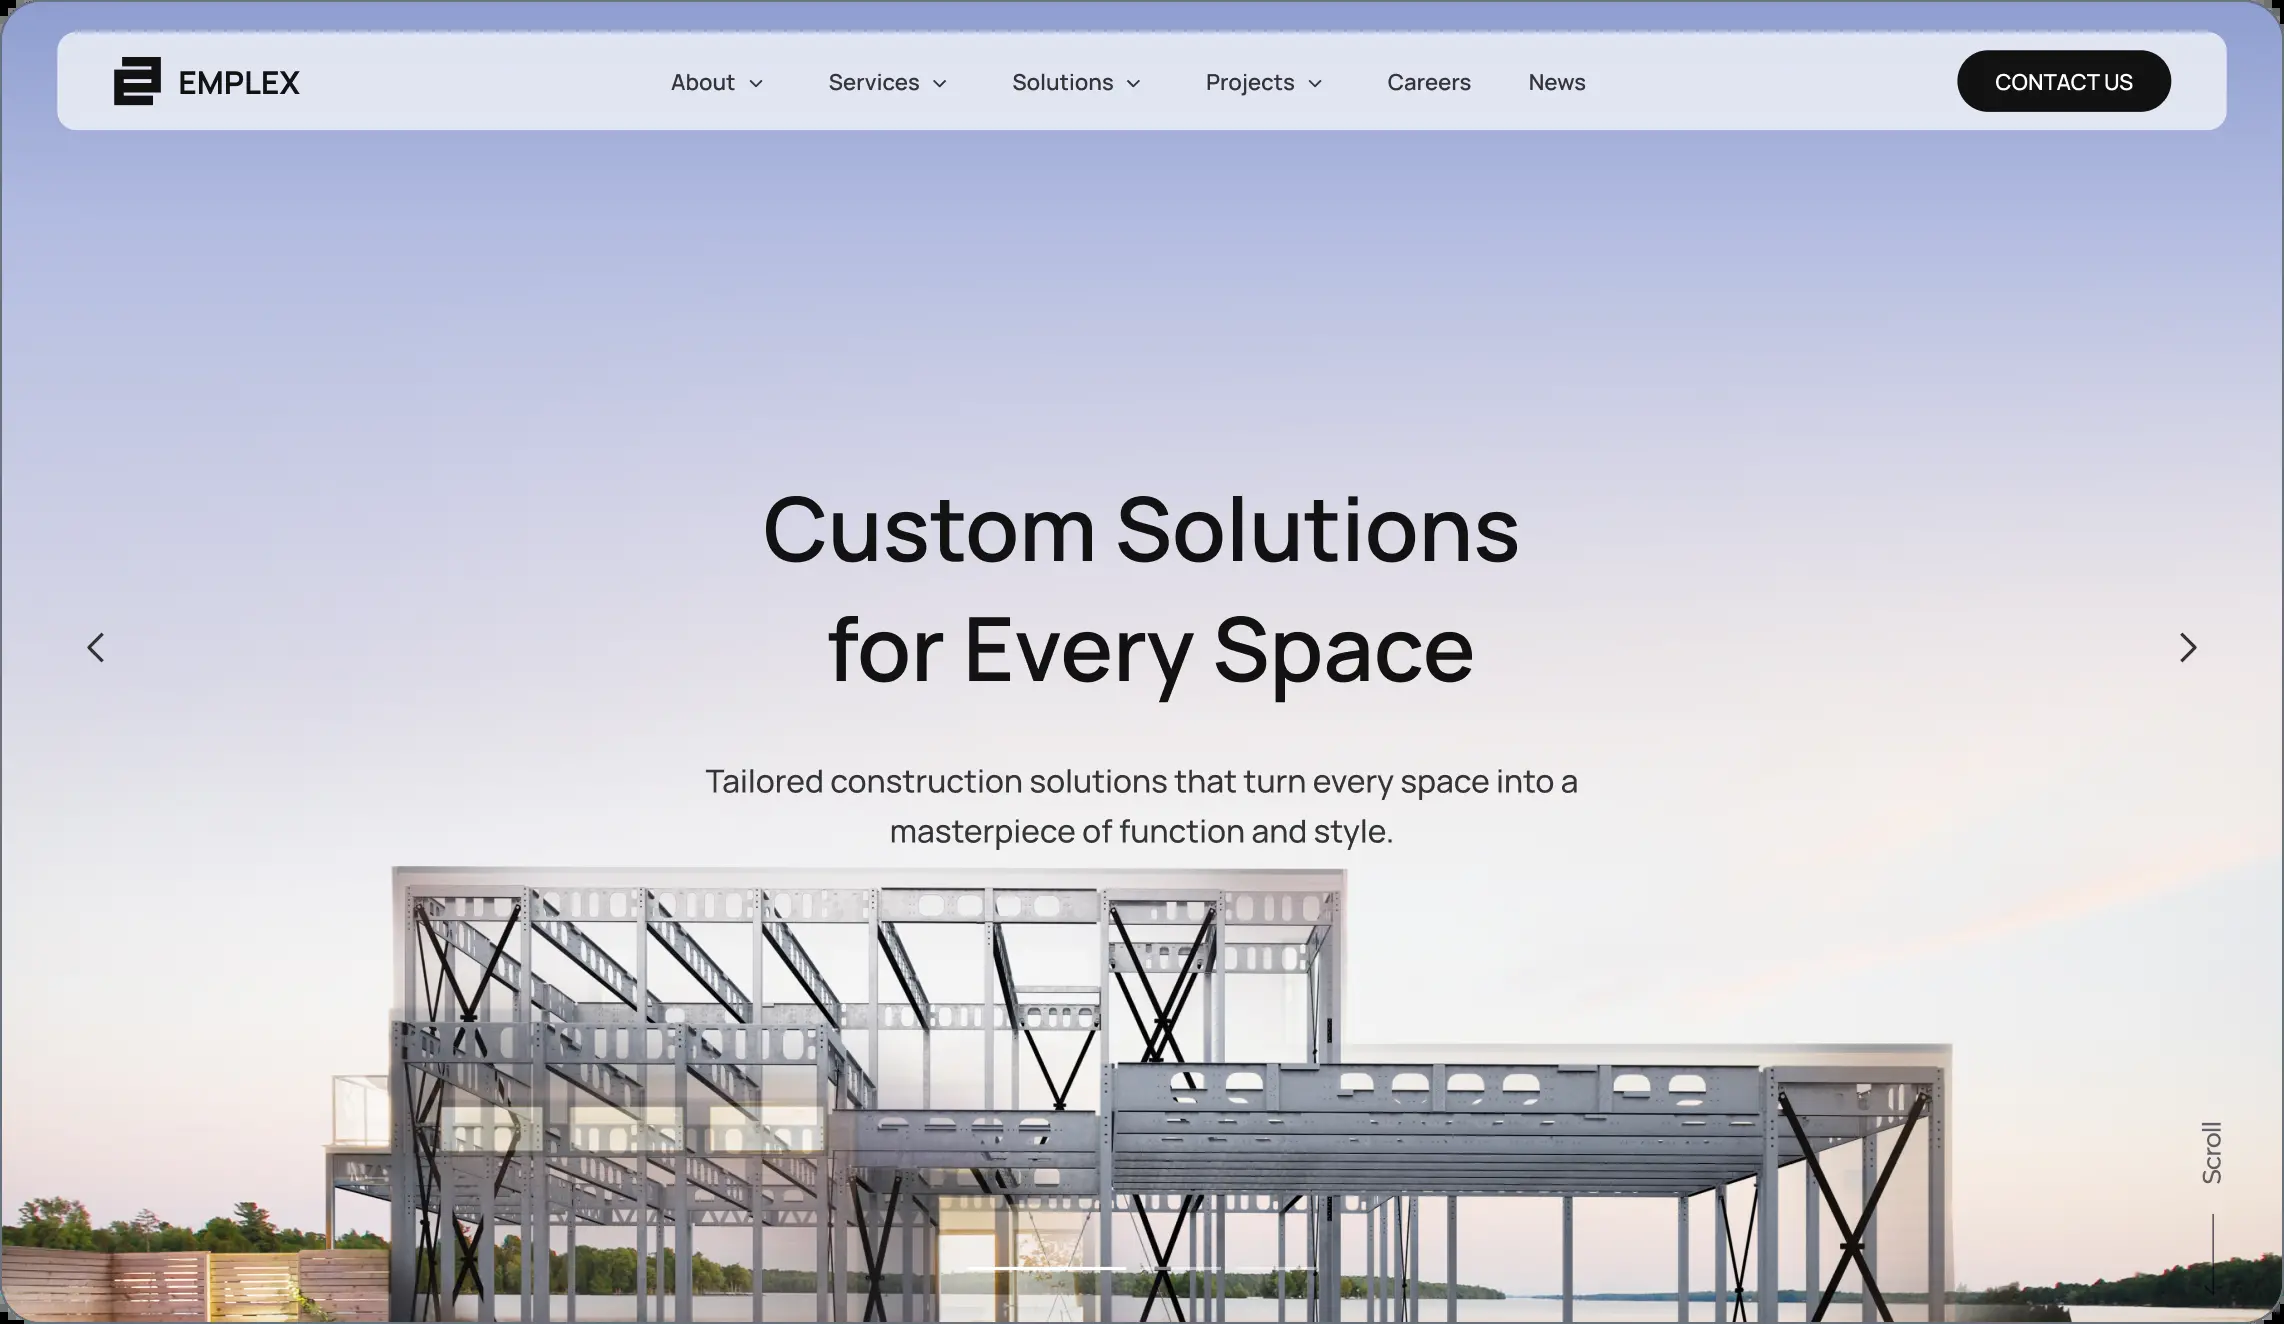 EMPLEX
About
Services
Solutions
Projects
Careers
News
CONTACT US
Custom Solutions
for Every Space
Tailored construction solutions that turn every space into a
masterpiece of function and style.
Scroll